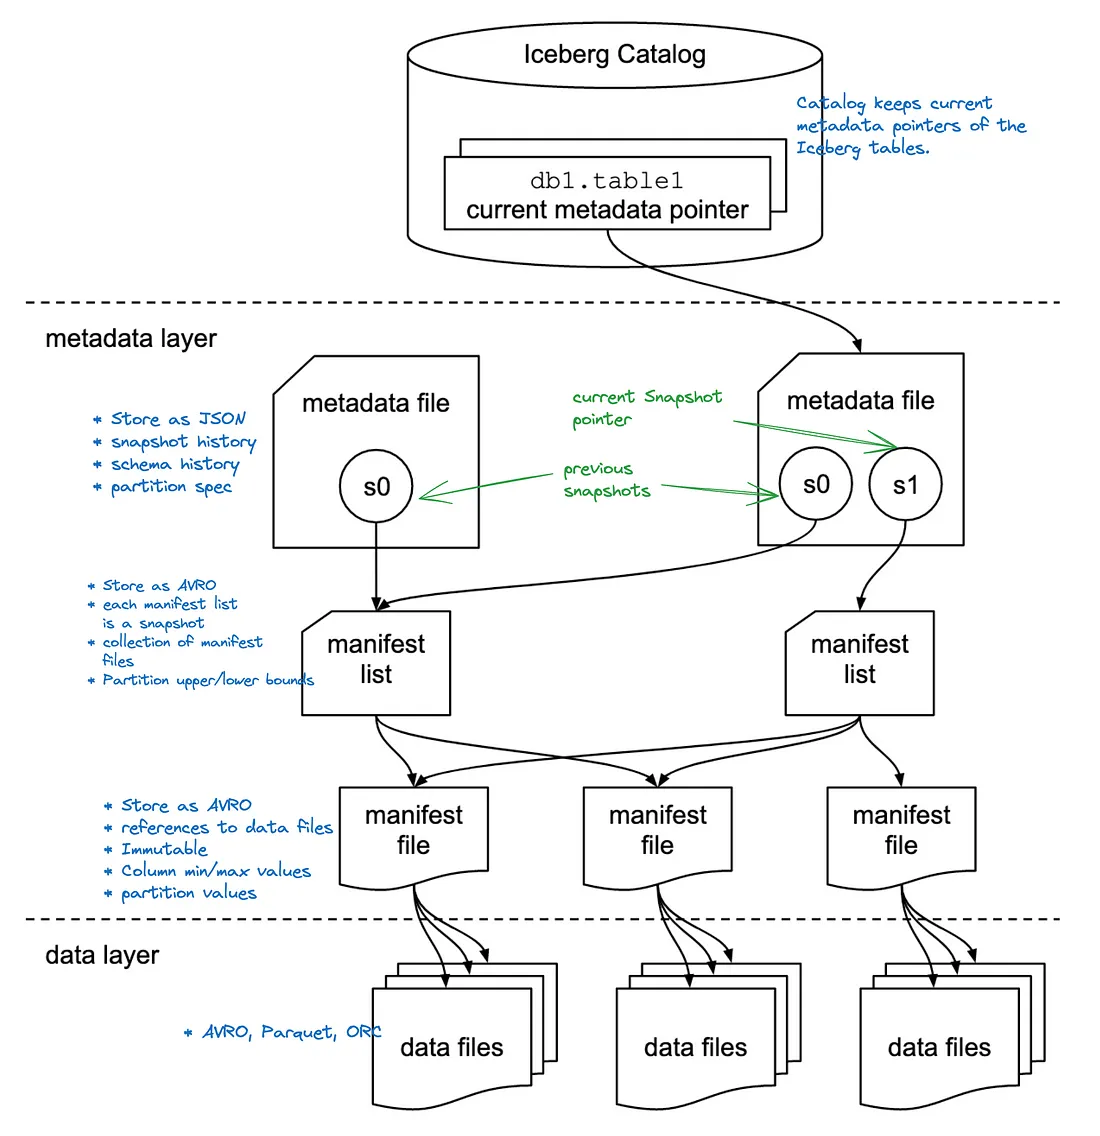 Iceberg Catalog
Catalog keeps current
metadata pointers of the
Iceberg tables.
db1.table1
current metadata pointer
metadata layer
metadata file
s0
* Store as JSON
* snapshot history
* schema history
* partition spec
current Snapshot
pointer
previous
snapshots
metadata file
s0
s1
* Store as AVRO
* each manifest list
is a snapshot
* collection of manifest
files
* Partition upper/lower bounds
manifest
list
manifest
list
* Store as AVRO
* references to data files
* Immutable
* Column min/max values
* partition values
manifest
file
manifest
file
manifest
file
data layer
* AVRO, Parquet, ORC
data files
data files
data files